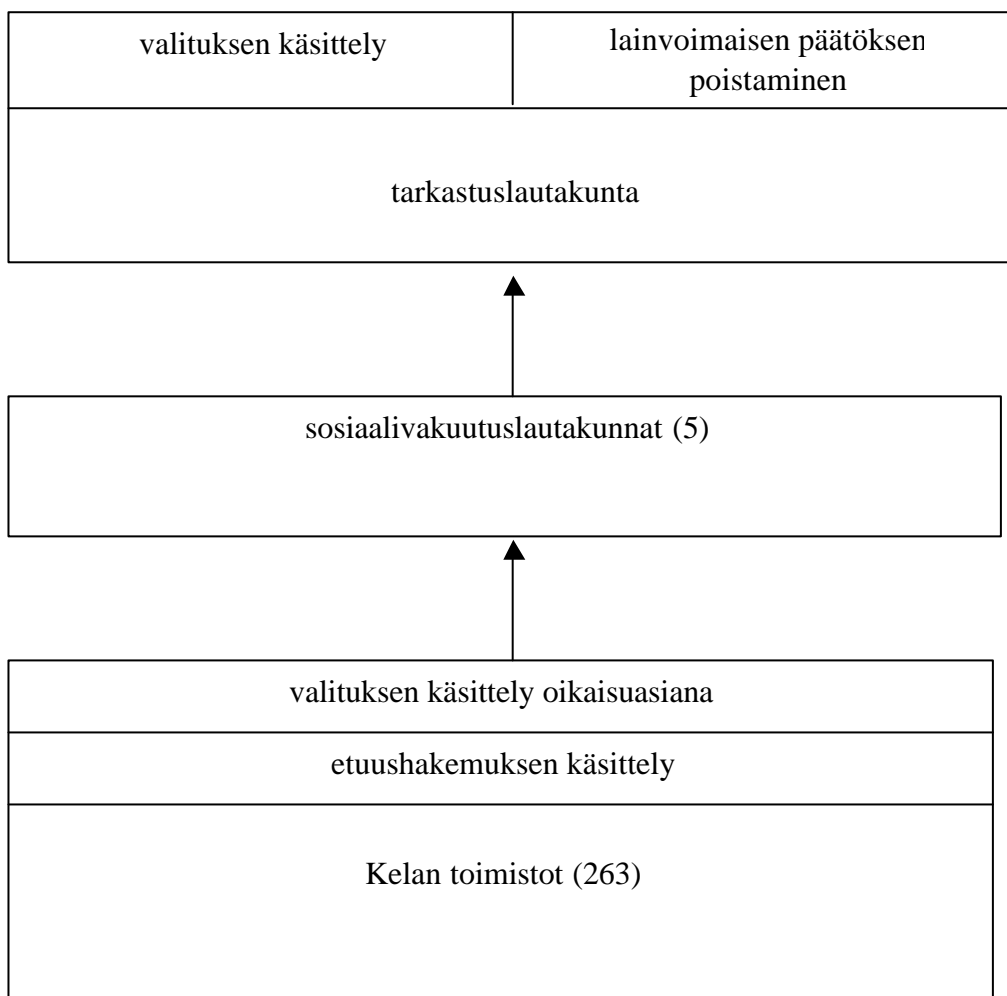 valituksen käsittely
lainvoimaisen päätöksen
poistaminen
tarkastuslautakunta
sosiaalivakuutuslautakunnat (5)
valituksen käsittely oikaisuasiana
etuushakemuksen käsittely
Kelan toimistot (263)